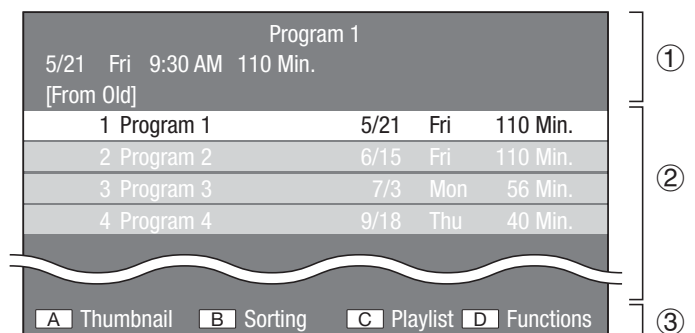 Program 1
5/21 Fri 9:30 AM 110 Min.
[From Old]
1 Program 1 5/21 Fri 110 Min.
2 Program 2 6/15 Fri 110 Min.
3 Program 3 7/3 Mon 56 Min.
4 Program 4 9/18 Thu 40 Min.
A Thumbnail B Sorting C Playlist D Functions
①
②
③